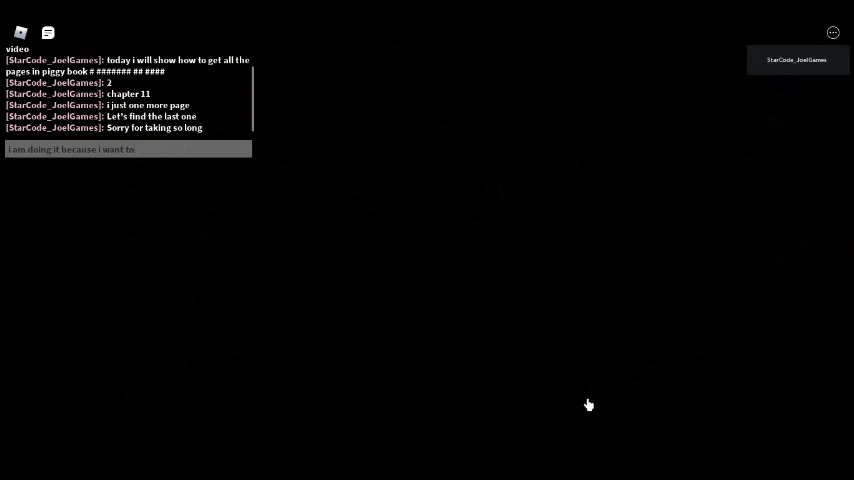 video
[StarCode_JoelGames]: today i will show how to get all the
pages in piggy book # ####### ## ####
[StarCode_JoelGames]: 2
[StarCode_JoelGames]: chapter 11
[StarCode_JoelGames]: i just one more page
[StarCode_JoelGames]: Let's find the last one
[StarCode_JoelGames]: Sorry for taking so long
i am doing it because i want to
StarCode_JoelGames